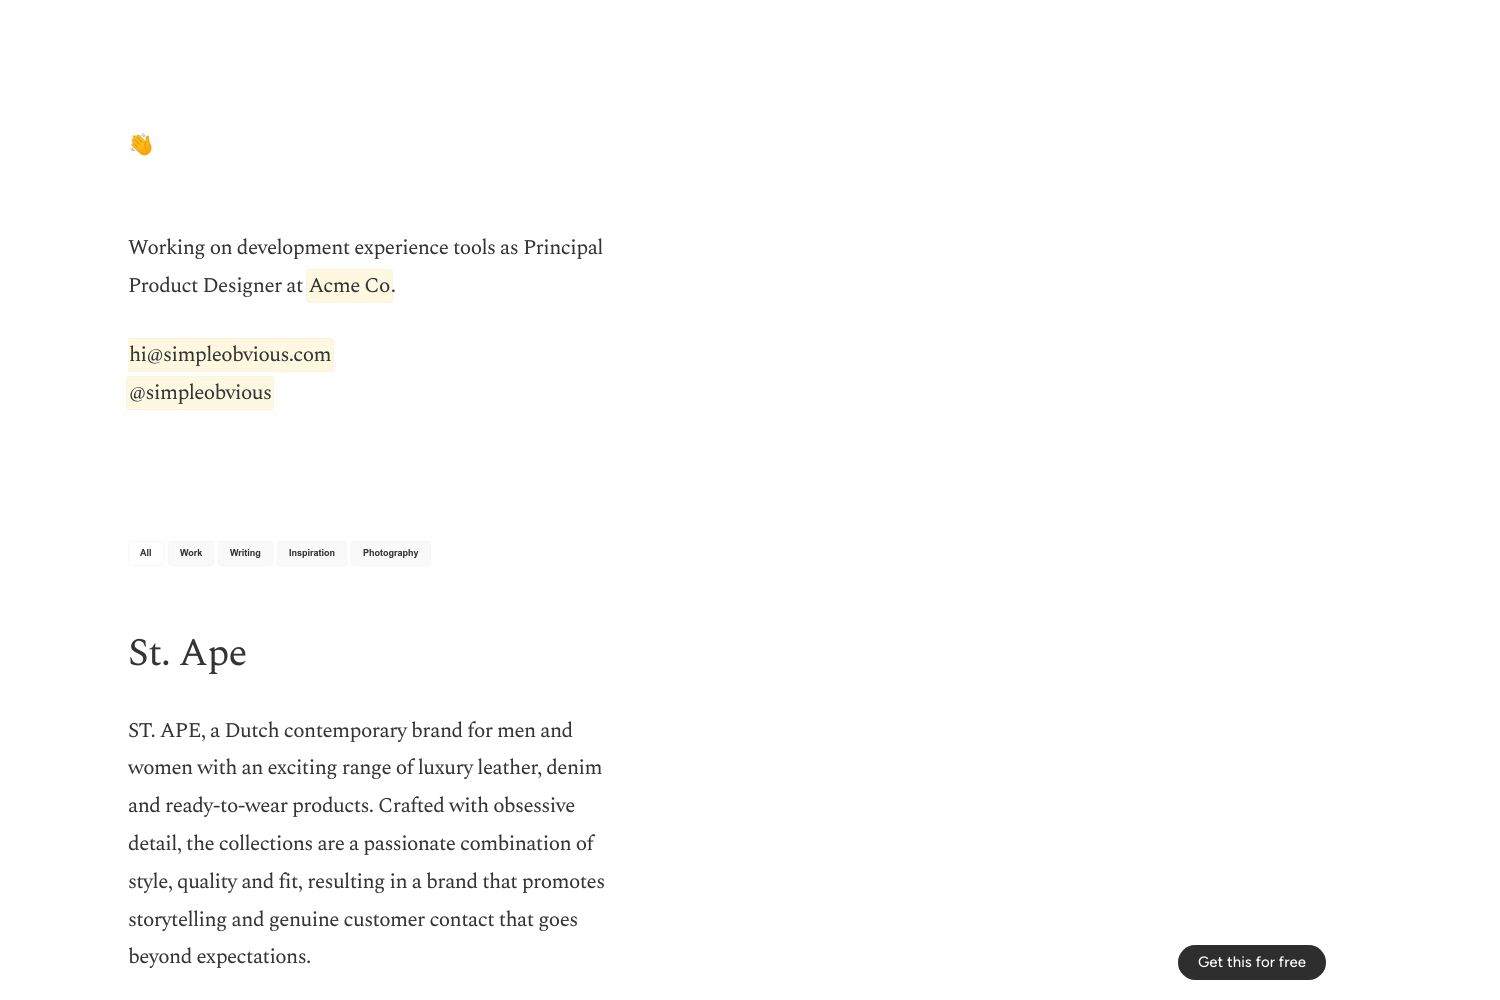 👋
Working on development experience tools as Principal
Product Designer at Acme Co.
hi@simpleobvious.com
@simpleobvious
All Work Writing Inspiration Photography
St. Ape
ST. APE, a Dutch contemporary brand for men and
women with an exciting range of luxury leather, denim
and ready-to-wear products. Crafted with obsessive
detail, the collections are a passionate combination of
style, quality and fit, resulting in a brand that promotes
storytelling and genuine customer contact that goes
beyond expectations.
Get this for free